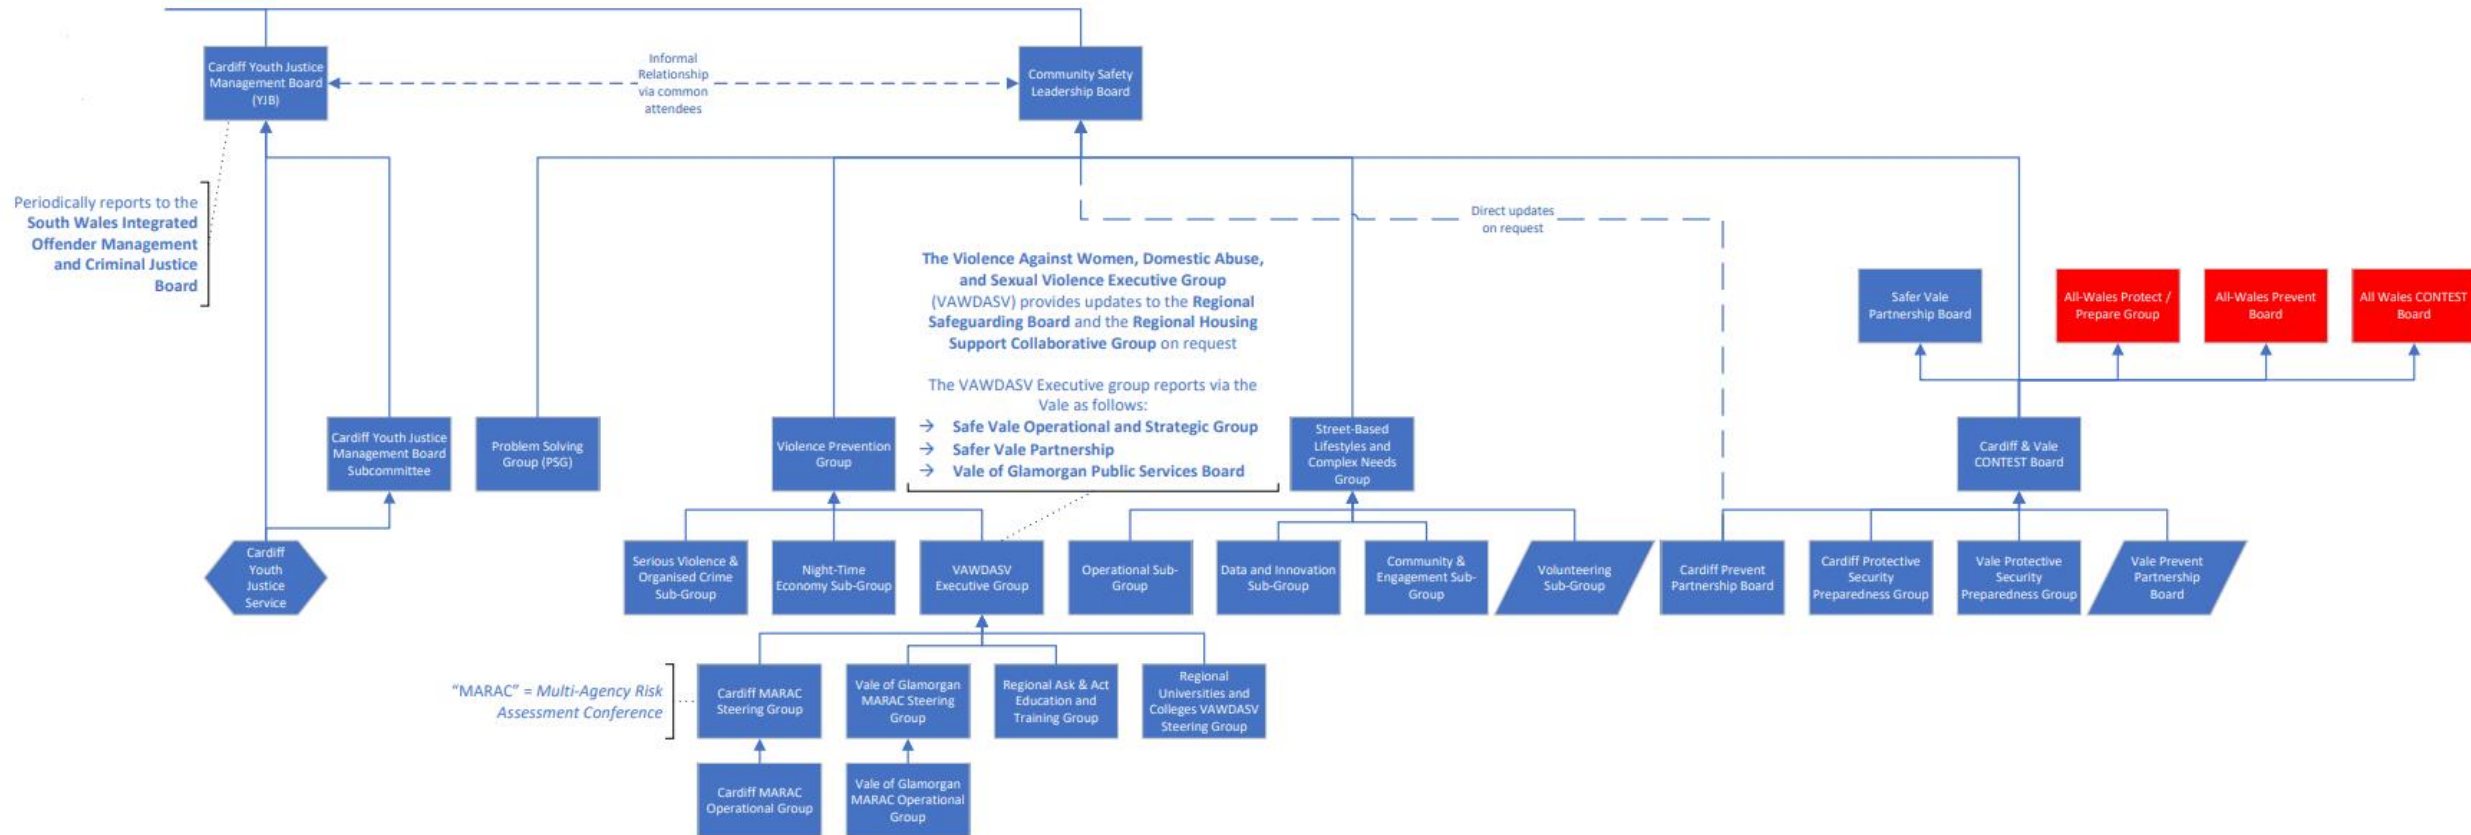 Cardiff Youth Justice
Management Board
(YJB)
Informal
Relationship
via common
attendees
Community Safety
Leadership Board
Periodically reports to the
South Wales Integrated
Offender Management
and Criminal Justice
Board
Direct updates
on request
The Violence Against Women, Domestic Abuse,
and Sexual Violence Executive Group
(VAWDASV) provides updates to the Regional
Safeguarding Board and the Regional Housing
Support Collaborative Group on request
The VAWDASV Executive group reports via the
Vale as follows:
→ Safe Vale Operational and Strategic Group
→ Safer Vale Partnership
→ Vale of Glamorgan Public Services Board
Safer Vale
Partnership Board
All-Wales Protect /
Prepare Group
All-Wales Prevent
Board
All Wales CONTEST
Board
Cardiff Youth Justice
Management Board
Subcommittee
Problem Solving
Group (PSG)
Violence Prevention
Group
Street-Based
Lifestyles and
Complex Needs
Group
Cardiff & Vale
CONTEST Board
Cardiff
Youth
Justice
Service
Serious Violence &
Organised Crime
Sub-Group
Night-Time
Economy Sub-Group
VAWDASV
Executive Group
Operational Sub-
Group
Data and Innovation
Sub-Group
Community &
Engagement Sub-
Group
Volunteering
Sub-Group
Cardiff Prevent
Partnership Board
Cardiff Protective
Security
Preparedness Group
Vale Protective
Security
Preparedness Group
Vale Prevent
Partnership
Board
"MARAC" = Multi-Agency Risk
Assessment Conference
Cardiff MARAC
Steering Group
Vale of Glamorgan
MARAC Steering
Group
Regional Ask & Act
Education and
Training Group
Regional
Universities and
Colleges VAWDASV
Steering Group
Cardiff MARAC
Operational Group
Vale of Glamorgan
MARAC Operational
Group